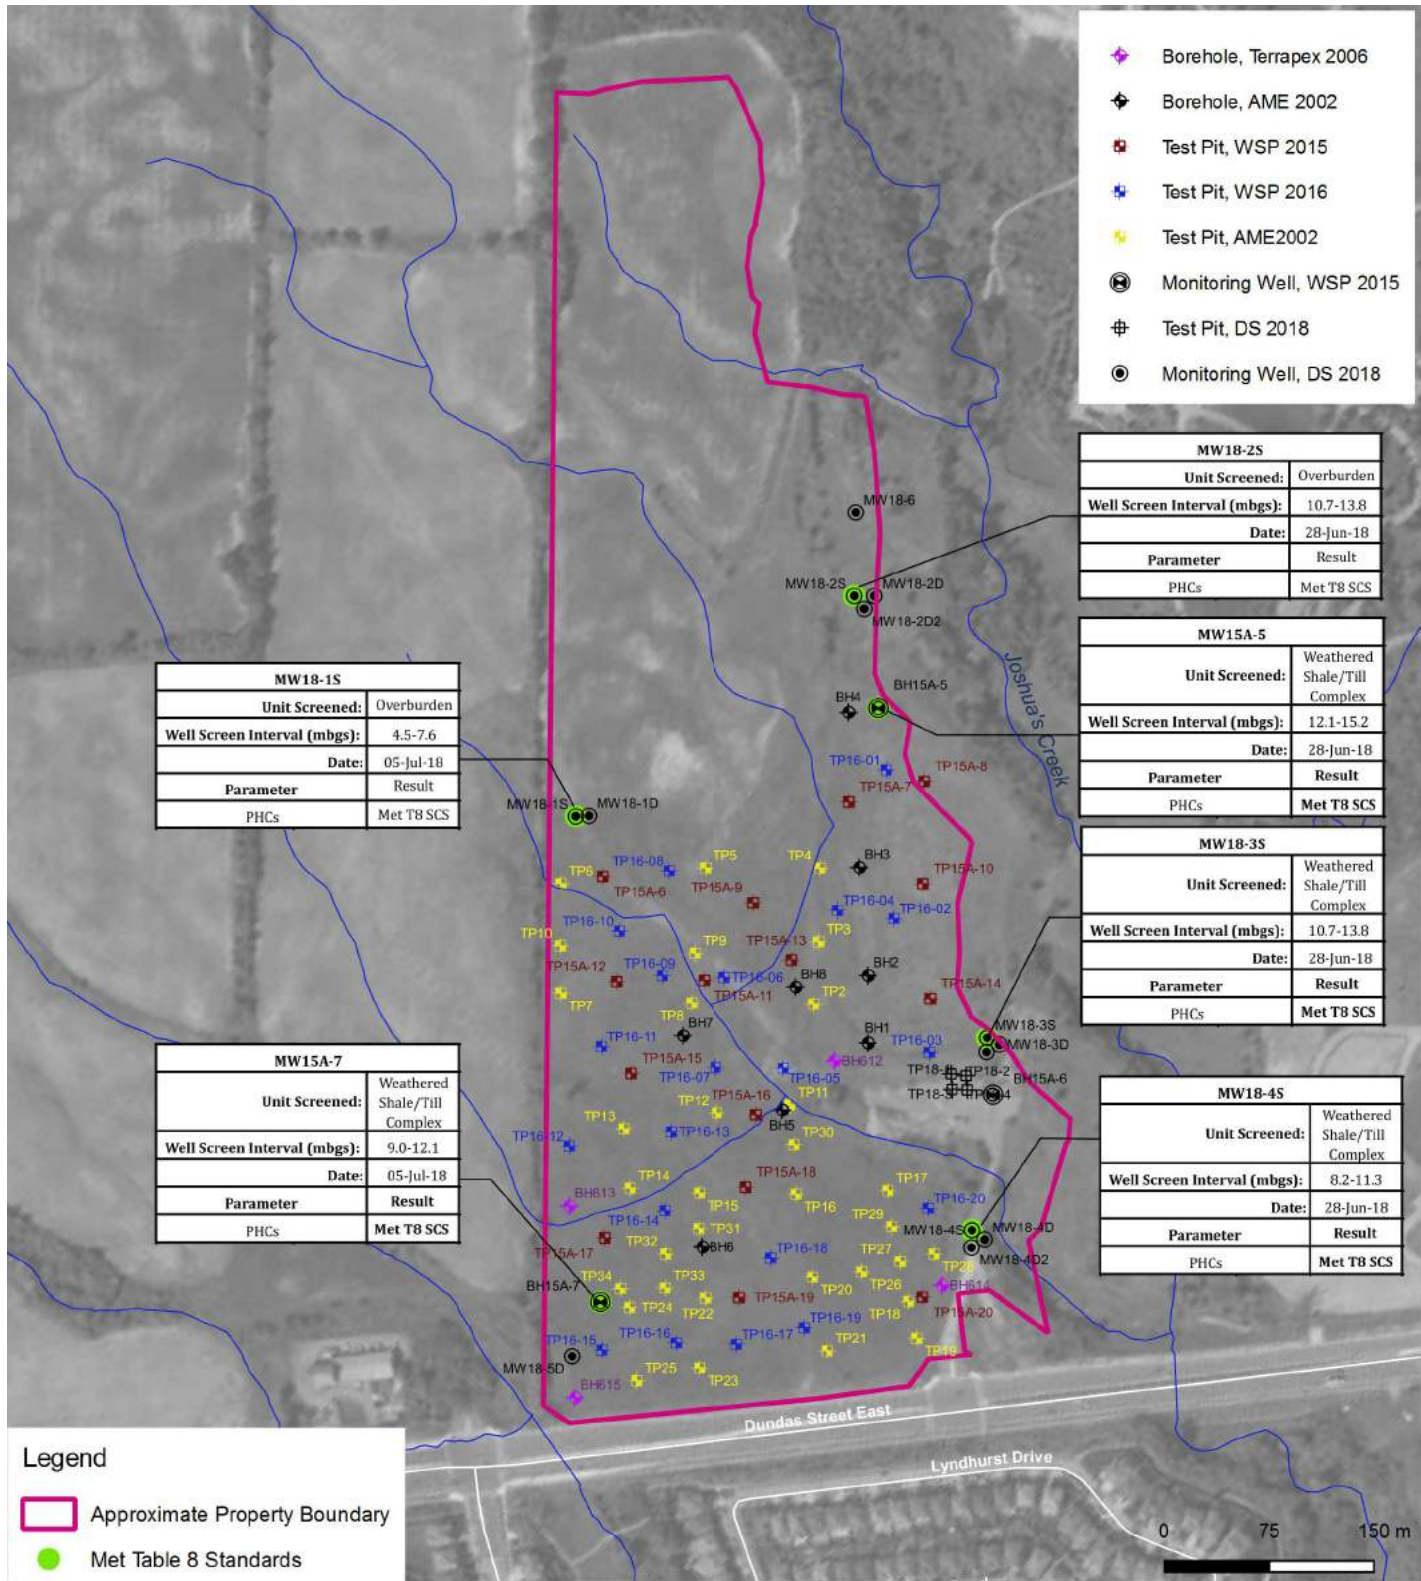 Borehole, Terrapex 2006
Borehole, AME 2002
Test Pit, WSP 2015
Test Pit, WSP 2016
Test Pit, AME2002
Monitoring Well, WSP 2015
Test Pit, DS 2018
Monitoring Well, DS 2018
MW18-2S
Unit Screened: Overburden
Well Screen Interval (mbgs): 10.7-13.8
Date: 28-Jun-18
Parameter Result
PHCs Met T8 SCS
MW15A-5
Unit Screened: Weathered
Shale/Till
Complex
Well Screen Interval (mbgs): 12.1-15.2
Date: 28-Jun-18
Parameter Result
PHCs Met T8 SCS
MW18-3S
Unit Screened: Weathered
Shale/Till
Complex
Well Screen Interval (mbgs): 10.7-13.8
Date: 28-Jun-18
Parameter Result
PHCs Met T8 SCS
MW18-4S
Unit Screened: Weathered
Shale/Till
Complex
Well Screen Interval (mbgs): 8.2-11.3
Date: 28-Jun-18
Parameter Result
PHCs Met T8 SCS
MW18-1S
Unit Screened: Overburden
Well Screen Interval (mbgs): 4.5-7.6
Date: 05-Jul-18
Parameter Result
PHCs Met T8 SCS
MW15A-7
Unit Screened: Weathered
Shale/Till
Complex
Well Screen Interval (mbgs): 9.0-12.1
Date: 05-Jul-18
Parameter Result
PHCs Met T8 SCS
MW18-6
MW18-2S
MW18-2D
MW18-2D2
Joshua's Creek
BH15A-5
BH4
TP16-01
TP15A-8
TP15A-7
MW18-1S
MW18-1D
TP6
TP16-08
TP5
TP4
BH3
TP15A-10
TP15A-6
TP15A-9
TP16-04
TP16-02
TP16-10
TP10
TP9
TP15A-13
TP3
TP15A-12
TP16-09
TP16-06
BH8
BH2
TP15A-11
TP15A-14
TP7
TP8
TP2
BH7
BH1
MW18-3S
MW18-3D
TP16-11
TP16-03
BH612
TP15A-15
TP16-07
TP16-05
TP18-1
TP18-2
BH15A-6
TP18-3
TP18-4
TP11
TP12
TP15A-16
BH5
TP13
TP16-12
TP16-13
TP30
TP14
TP15A-18
TP17
BH613
TP15
TP16
TP16-20
TP16-14
TP31
TP29
MW18-4S
MW18-4D
TP15A-17
TP32
BH6
TP16-18
TP27
TP28
MW18-4D2
TP34
TP33
TP20
TP26
BH614
BH15A-7
TP24
TP22
TP15A-19
TP18
TP15A-20
TP16-15
TP16-16
TP16-17
TP16-19
TP21
TP19
MW18-5D
TP25
TP23
BH615
Dundas Street East
Lyndhurst Drive
Legend
Approximate Property Boundary
Met Table 8 Standards
0 75 150 m